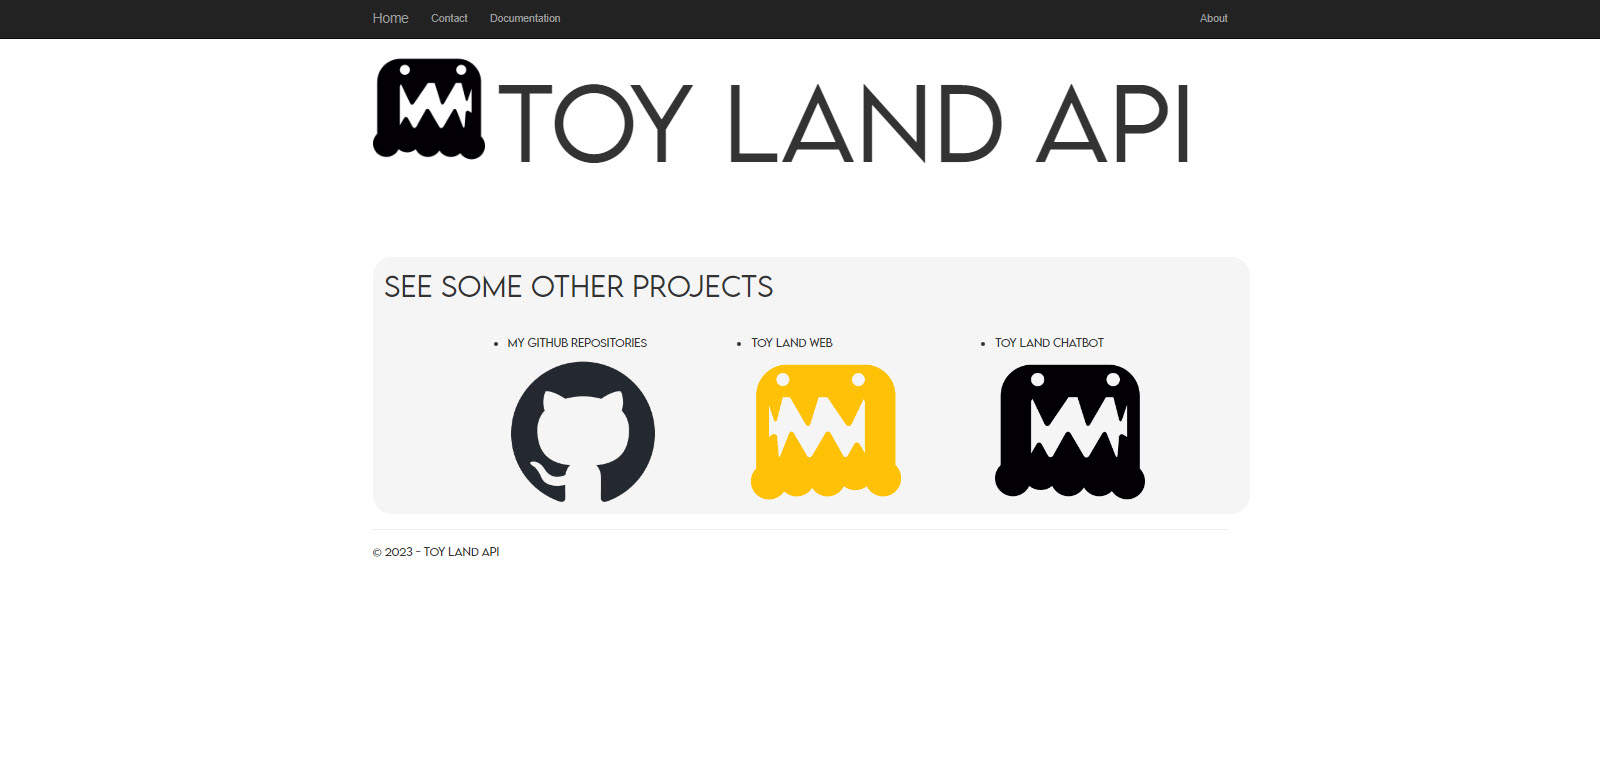 Home Contact Documentation About
TOY LAND API
SEE SOME OTHER PROJECTS
• MY GITHUB REPOSITORIES • TOY LAND WEB • TOY LAND CHATBOT
© 2023 - TOY LAND API